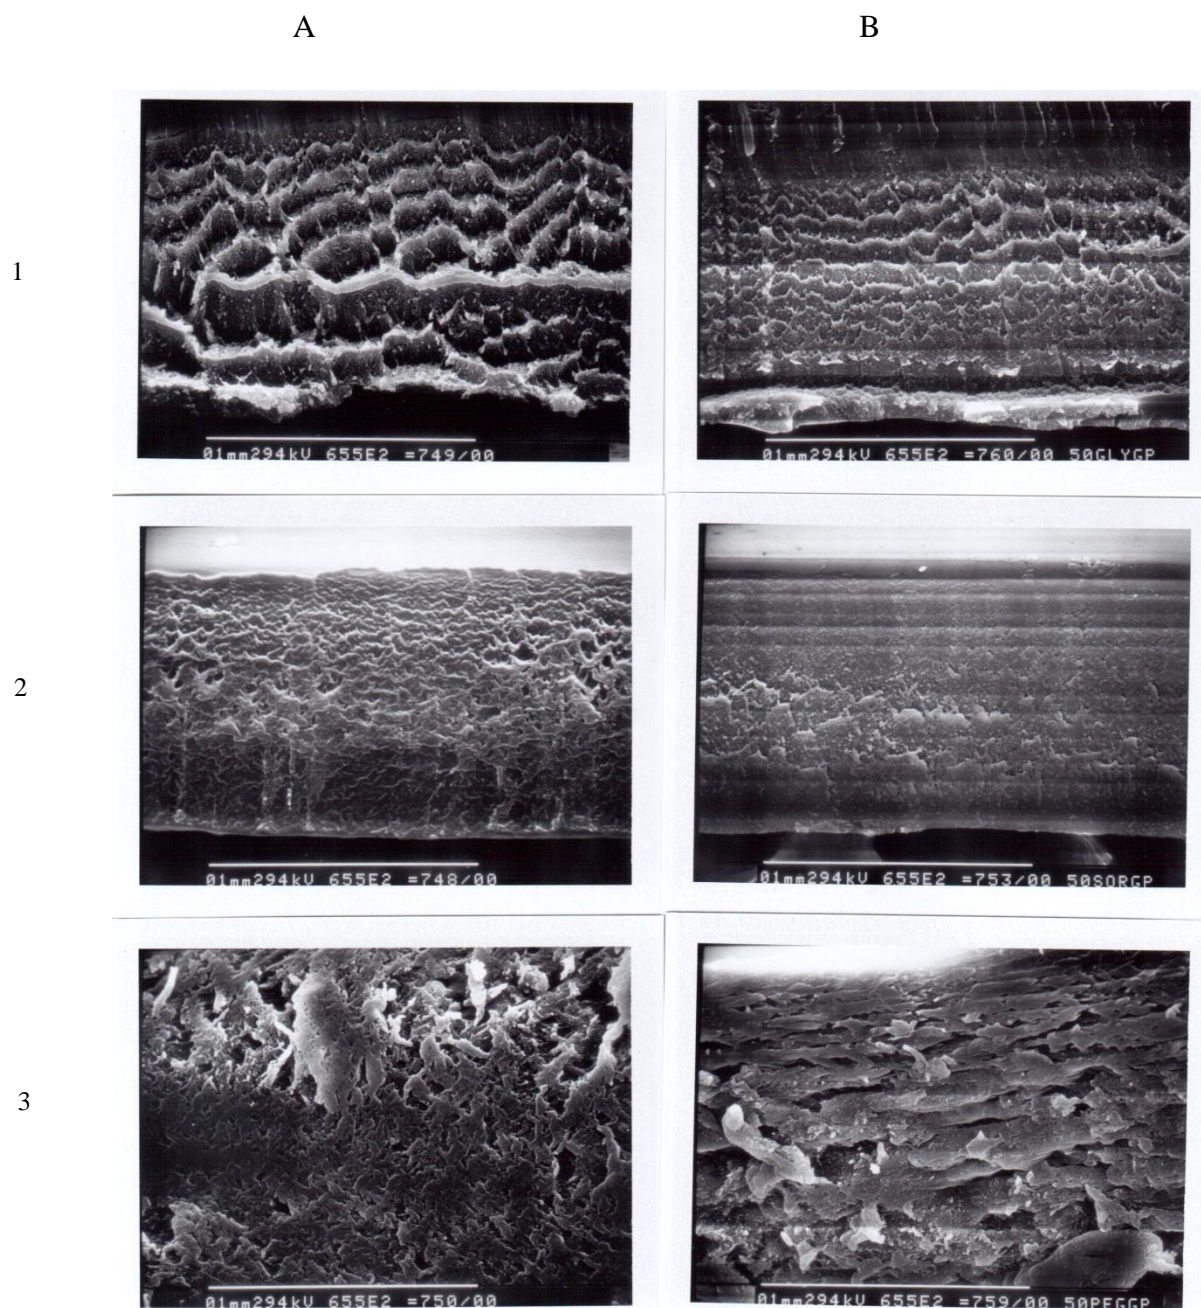 A B
1
01mm294kV 655E2 =749/00
01mm294kV 655E2 =760/00 50GLYGP
2
01mm294kV 655E2 =748/00
01mm294kV 655E2 =753/00 50SORGP
3
01mm294kV 655E2 =750/00
01mm294kV 655E2 =759/00 50PEGGP